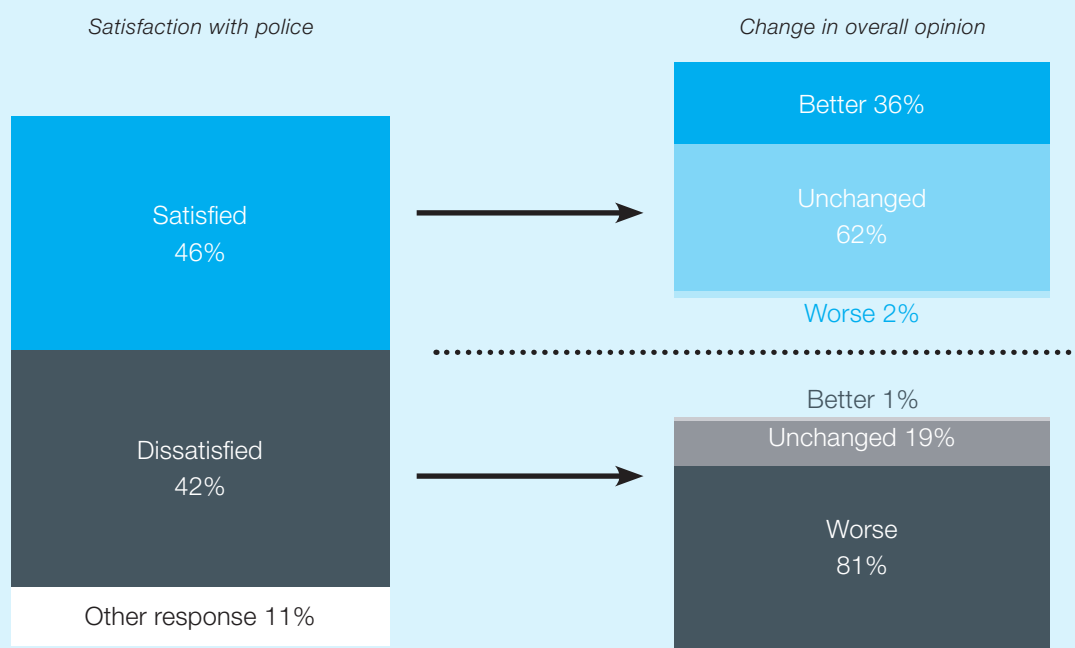 Satisfaction with police
Change in overall opinion
Satisfied
46%
Dissatisfied
42%
Other response 11%
Better 36%
Unchanged
62%
Worse 2%
Better 1%
Unchanged 19%
Worse
81%